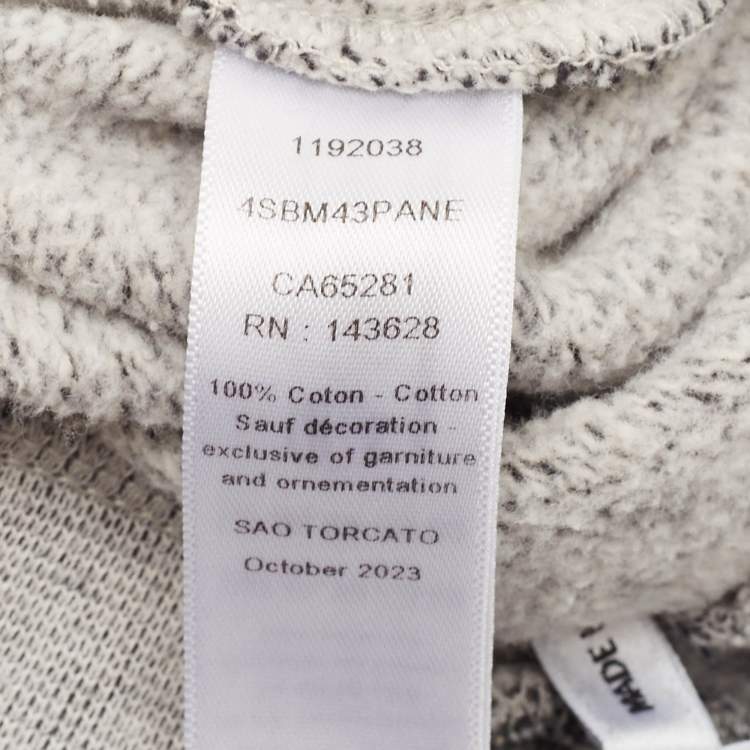 1192038
4SBM43PANE
CA65281
RN : 143628
100% Coton - Cotton
Sauf décoration -
exclusive of garniture
and ornementation
SAO TORCATO
October 2023
MADE